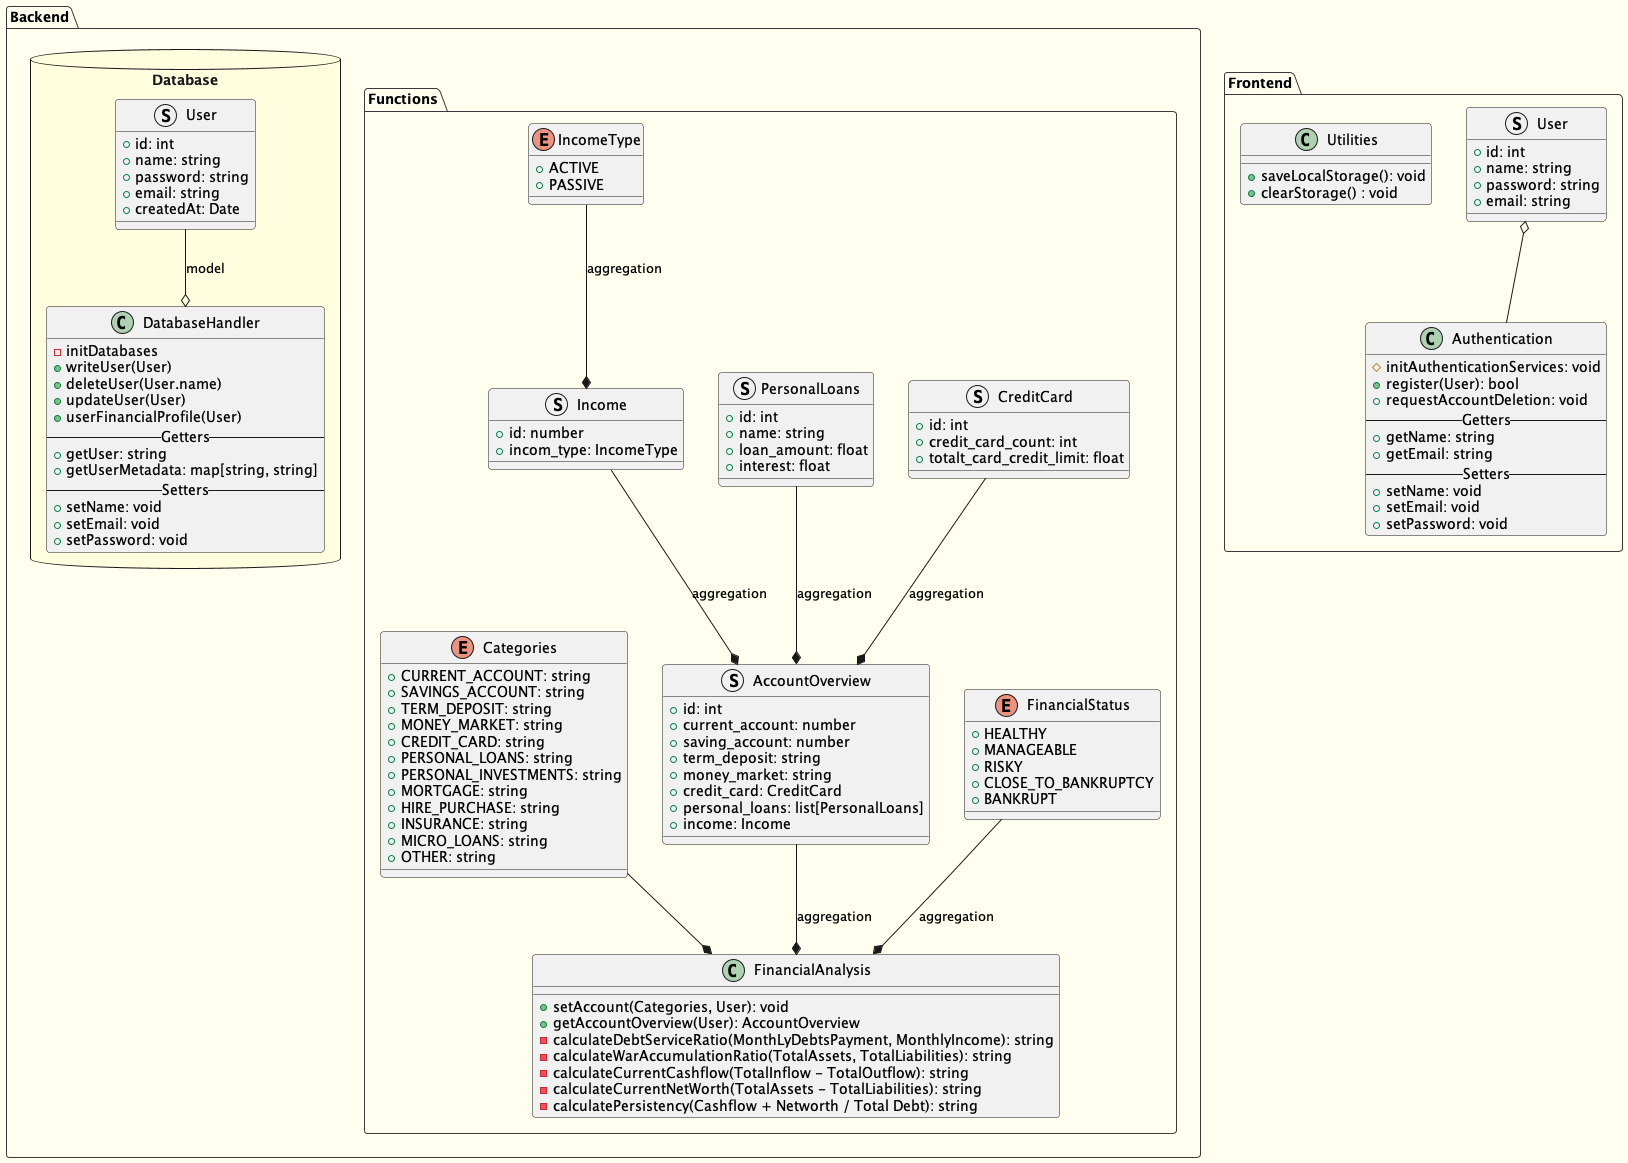 Backend
Database
S User
id: int
name: string
password: string
email: string
createdAt: Date
model
C DatabaseHandler
initDatabases
writeUser(User)
deleteUser(User.name)
updateUser(User)
userFinancialProfile(User)
Getters
getUser: string
getUserMetadata: map[string, string]
Setters
setName: void
setEmail: void
setPassword: void
Functions
E IncomeType
ACTIVE
PASSIVE
aggregation
S Income
id: number
incom_type: IncomeType
S PersonalLoans
id: int
name: string
loan_amount: float
interest: float
S CreditCard
id: int
credit_card_count: int
totalt_card_credit_limit: float
aggregation
aggregation
aggregation
E Categories
CURRENT_ACCOUNT: string
SAVINGS_ACCOUNT: string
TERM_DEPOSIT: string
MONEY_MARKET: string
CREDIT_CARD: string
PERSONAL_LOANS: string
PERSONAL_INVESTMENTS: string
MORTGAGE: string
HIRE_PURCHASE: string
INSURANCE: string
MICRO_LOANS: string
OTHER: string
S AccountOverview
id: int
current_account: number
saving_account: number
term_deposit: string
money_market: string
credit_card: CreditCard
personal_loans: list[PersonalLoans]
income: Income
E FinancialStatus
HEALTHY
MANAGEABLE
RISKY
CLOSE_TO_BANKRUPTCY
BANKRUPT
aggregation
aggregation
C FinancialAnalysis
setAccount(Categories, User): void
getAccountOverview(User): AccountOverview
calculateDebtServiceRatio(MonthLyDebtsPayment, MonthlyIncome): string
calculateWarAccumulationRatio(TotalAssets, TotalLiabilities): string
calculateCurrentCashflow(TotalInflow - TotalOutflow): string
calculateCurrentNetWorth(TotalAssets - TotalLiabilities): string
calculatePersistency(Cashflow + Networth / Total Debt): string
Frontend
C Utilities
saveLocalStorage(): void
clearStorage() : void
S User
id: int
name: string
password: string
email: string
C Authentication
initAuthenticationServices: void
register(User): bool
requestAccountDeletion: void
Getters
getName: string
getEmail: string
Setters
setName: void
setEmail: void
setPassword: void